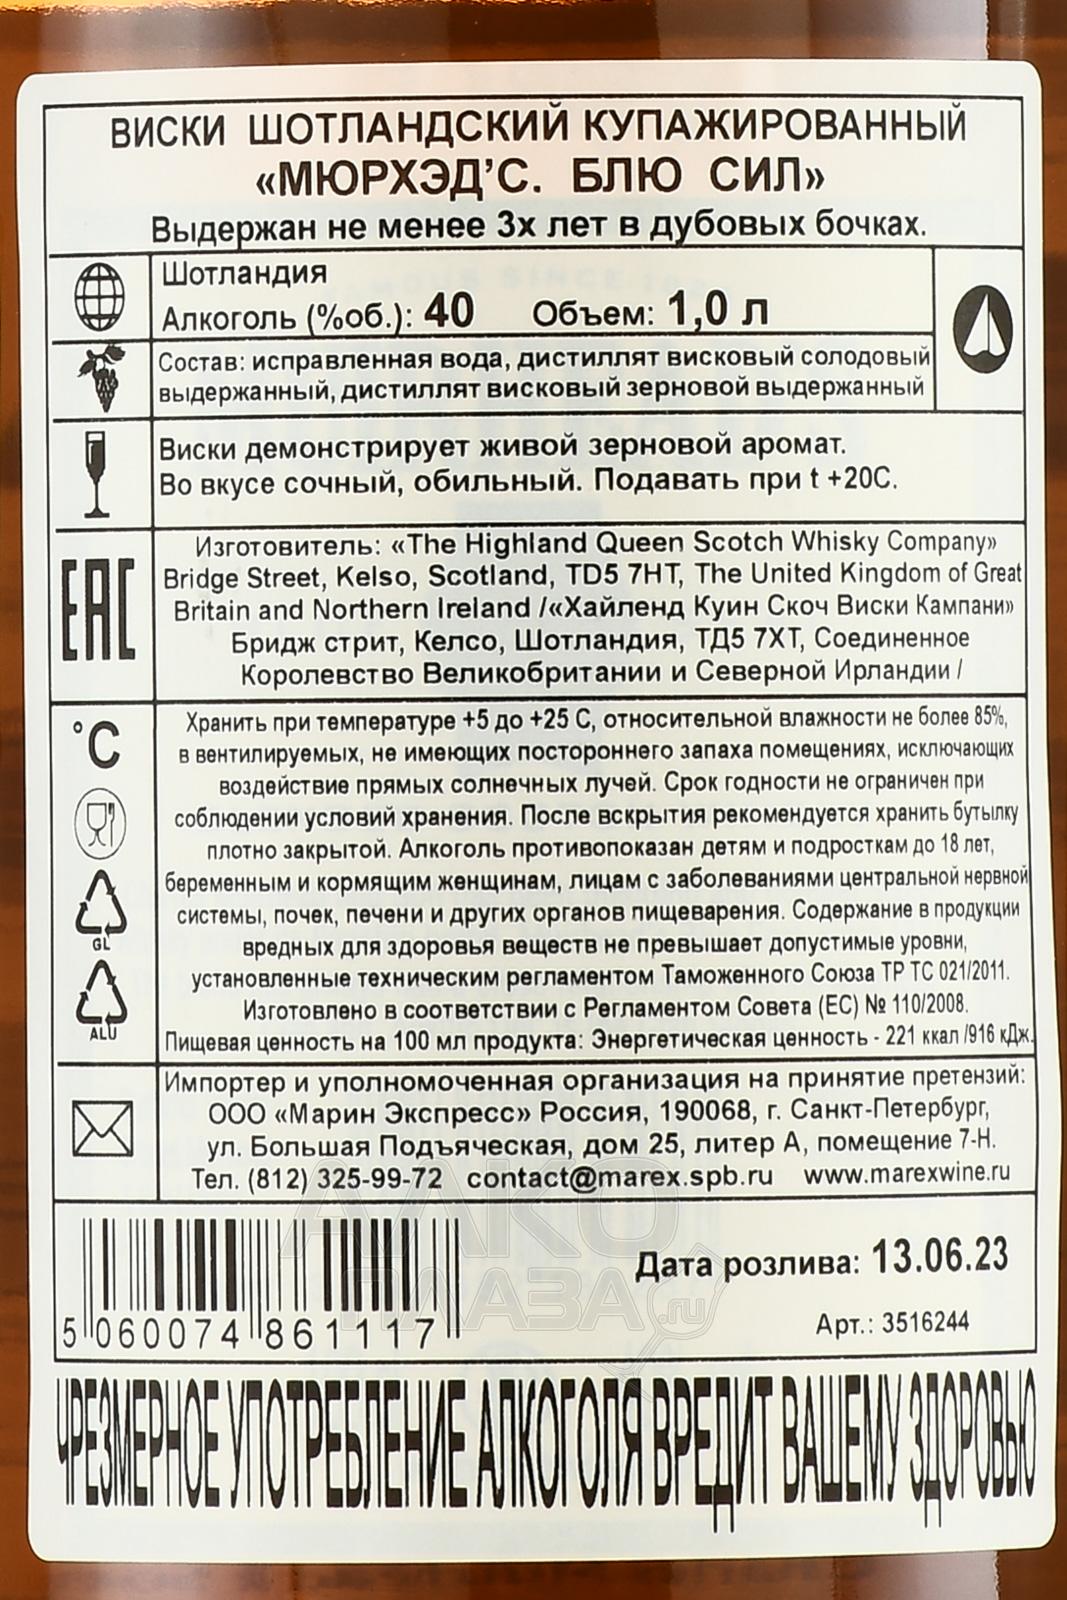 ВИСКИ ШОТЛАНДСКИЙ КУПАЖИРОВАННЫЙ
«МЮРХЭД’С. БЛЮ СИЛ»
Выдержан не менее 3х лет в дубовых бочках.
Шотландия
Алкоголь (%об.): 40 Объем: 1,0 л
Состав: исправленная вода, дистиллят висковый солодовый
выдержанный, дистиллят висковый зерновой выдержанный
Виски демонстрирует живой зерновой аромат.
Во вкусе сочный, обильный. Подавать при t +20С.
EAC
Изготовитель: «The Highland Queen Scotch Whisky Company»
Bridge Street, Kelso, Scotland, TD5 7HT, The United Kingdom of Great
Britain and Northern Ireland /«Хайленд Куин Скоч Виски Кампани»
Бридж стрит, Келсо, Шотландия, ТД5 7ХТ, Соединенное
Королевство Великобритании и Северной Ирландии /
°C
Хранить при температуре +5 до +25 С, относительной влажности не более 85%,
в вентилируемых, не имеющих постороннего запаха помещениях, исключающих
воздействие прямых солнечных лучей. Срок годности не ограничен при
соблюдении условий хранения. После вскрытия рекомендуется хранить бутылку
плотно закрытой. Алкоголь противопоказан детям и подросткам до 18 лет,
беременным и кормящим женщинам, лицам с заболеваниями центральной нервной
системы, почек, печени и других органов пищеварения. Содержание в продукции
вредных для здоровья веществ не превышает допустимые уровни,
установленные техническим регламентом Таможенного Союза ТР ТС 021/2011.
Изготовлено в соответствии с Регламентом Совета (ЕС) № 110/2008.
Пищевая ценность на 100 мл продукта: Энергетическая ценность - 221 ккал /916 кДж.
GL
ALU
Импортер и уполномоченная организация на принятие претензий:
ООО «Марин Экспресс» Россия, 190068, г. Санкт-Петербург,
ул. Большая Подъяческая, дом 25, литер А, помещение 7-Н.
Тел. (812) 325-99-72 contact@marex.spb.ru www.marexwine.ru
АЛКО
ПЛАЗА.ru
Дата розлива: 13.06.23
Арт.: 3516244
5 060074 861117
ЧРЕЗМЕРНОЕ УПОТРЕБЛЕНИЕ АЛКОГОЛЯ ВРЕДИТ ВАШЕМУ ЗДОРОВЬЮ